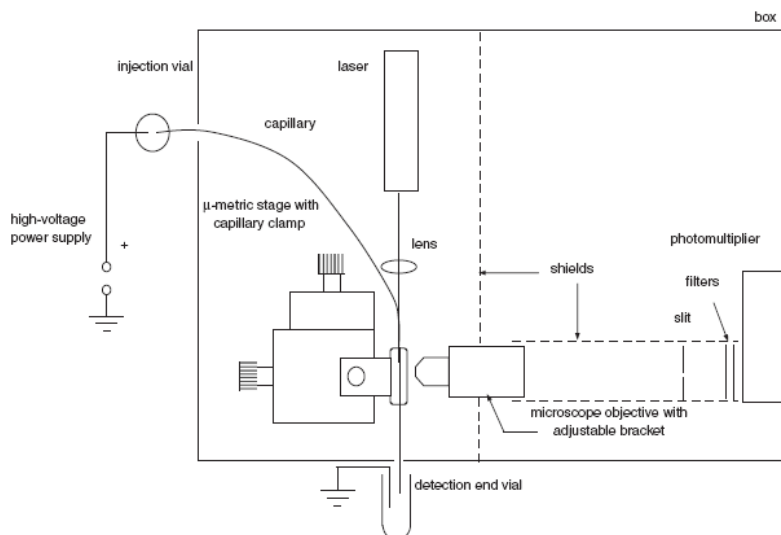 box
injection vial
laser
capillary
μ-metric stage with
capillary clamp
high-voltage
power supply
+
lens
photomultiplier
shields
filters
slit
microscope objective with
adjustable bracket
detection end vial